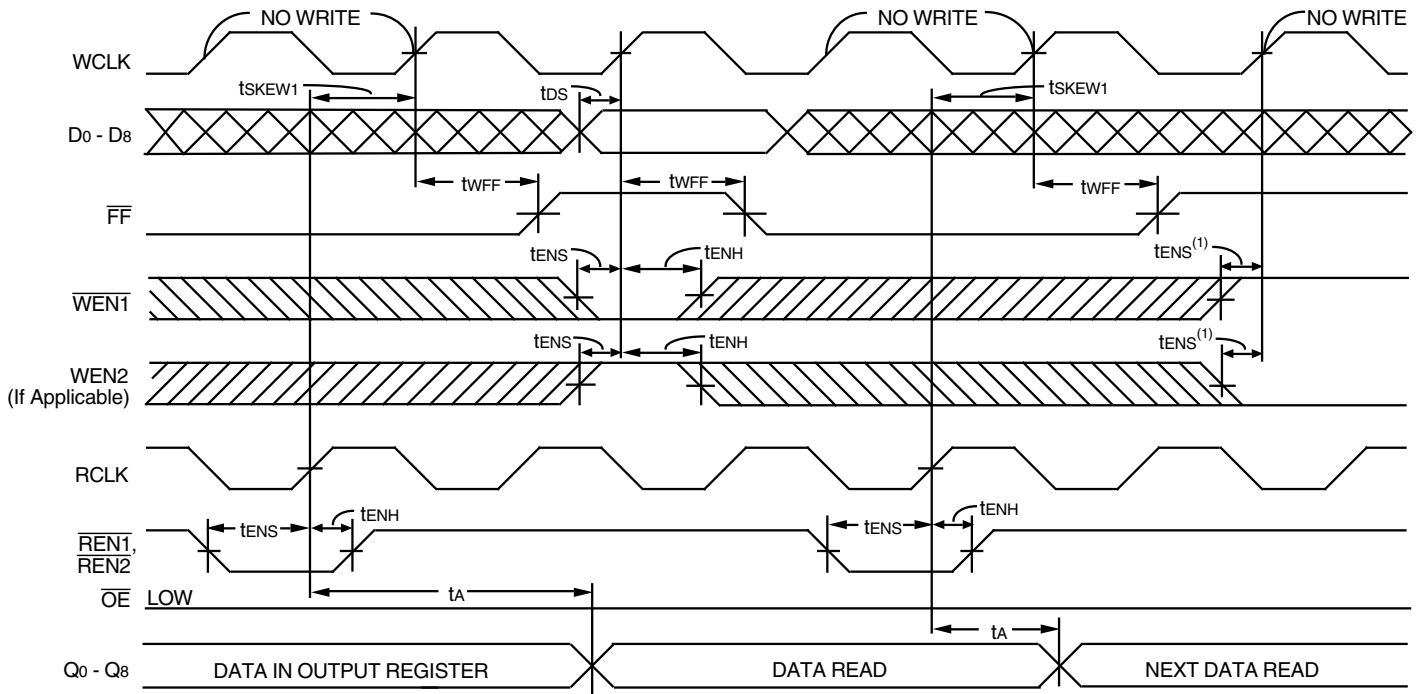 NO WRITE NO WRITE NO WRITE
WCLK
tSKEW1 tDS tSKEW1
D0 - D8
tWFF tWFF tWFF
FF
tENS tENH tENS(1)
WEN1
tENS tENH tENS(1)
WEN2
(If Applicable)
RCLK
tENS tENH tENS tENH
REN1,
REN2
OE LOW
tA tA
Q0 - Q8 DATA IN OUTPUT REGISTER DATA READ NEXT DATA READ